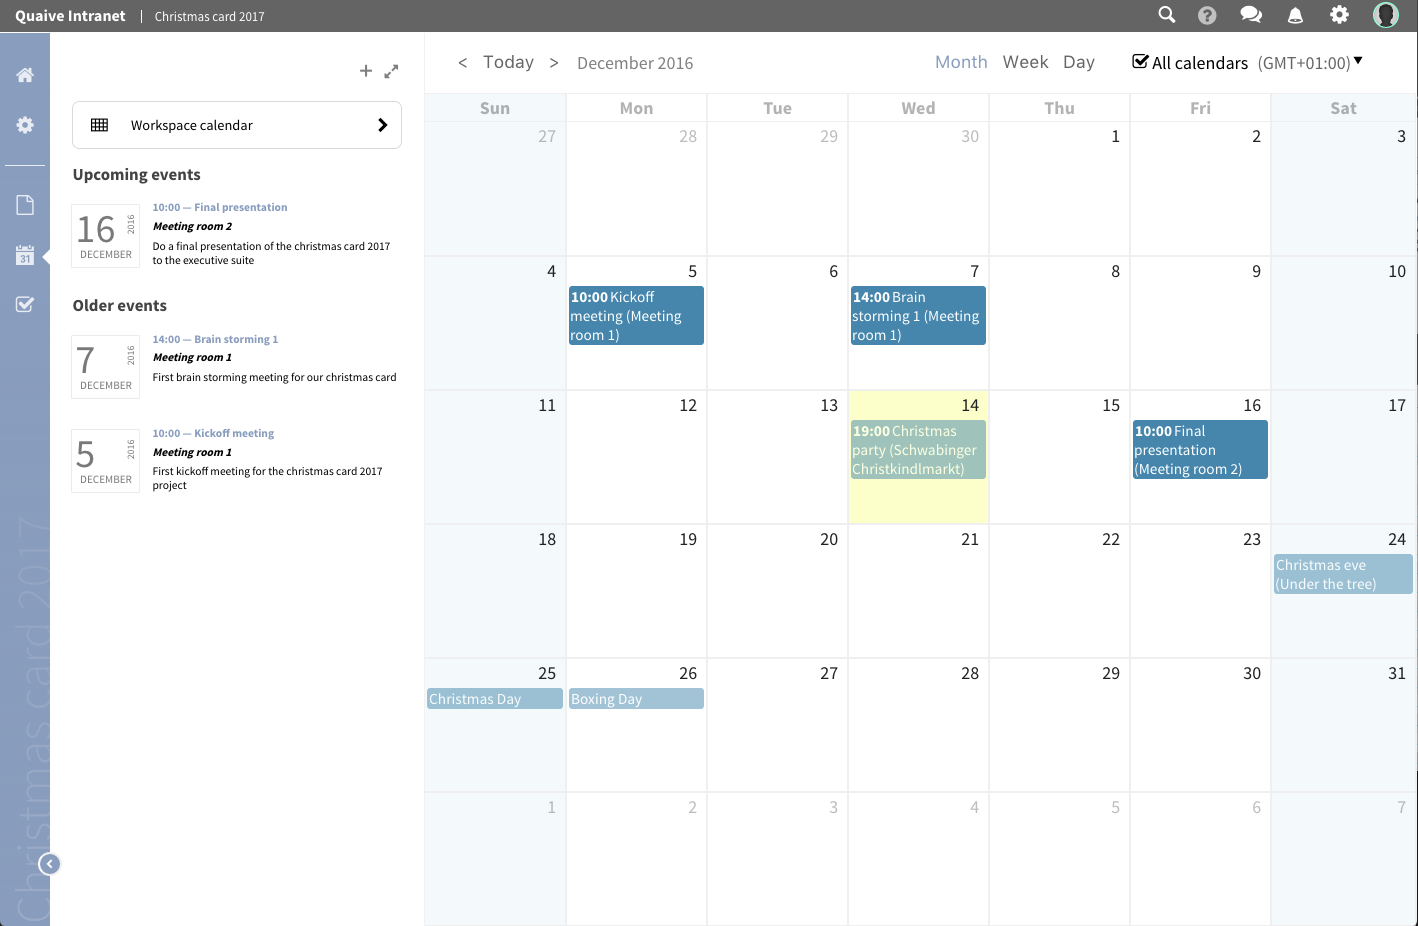 Quaive Intranet | Christmas card 2017
Workspace calendar
Upcoming events
16
2016
DECEMBER
10:00 — Final presentation
Meeting room 2
Do a final presentation of the christmas card 2017
to the executive suite
Older events
7
2016
DECEMBER
14:00 — Brain storming 1
Meeting room 1
First brain storming meeting for our christmas card
5
2016
DECEMBER
10:00 — Kickoff meeting
Meeting room 1
First kickoff meeting for the christmas card 2017
project
31
Christmas card 2017
< Today > December 2016
Month Week Day
All calendars (GMT+01:00)
Sun Mon Tue Wed Thu Fri Sat
27 28 29 30 1 2 3
4 5 6 7 8 9 10
10:00 Kickoff
meeting (Meeting
room 1)
14:00 Brain
storming 1 (Meeting
room 1)
11 12 13 14 15 16 17
19:00 Christmas
party (Schwabinger
Christkindlmarkt)
10:00 Final
presentation
(Meeting room 2)
18 19 20 21 22 23 24
Christmas eve
(Under the tree)
25 26 27 28 29 30 31
Christmas Day
Boxing Day
1 2 3 4 5 6 7